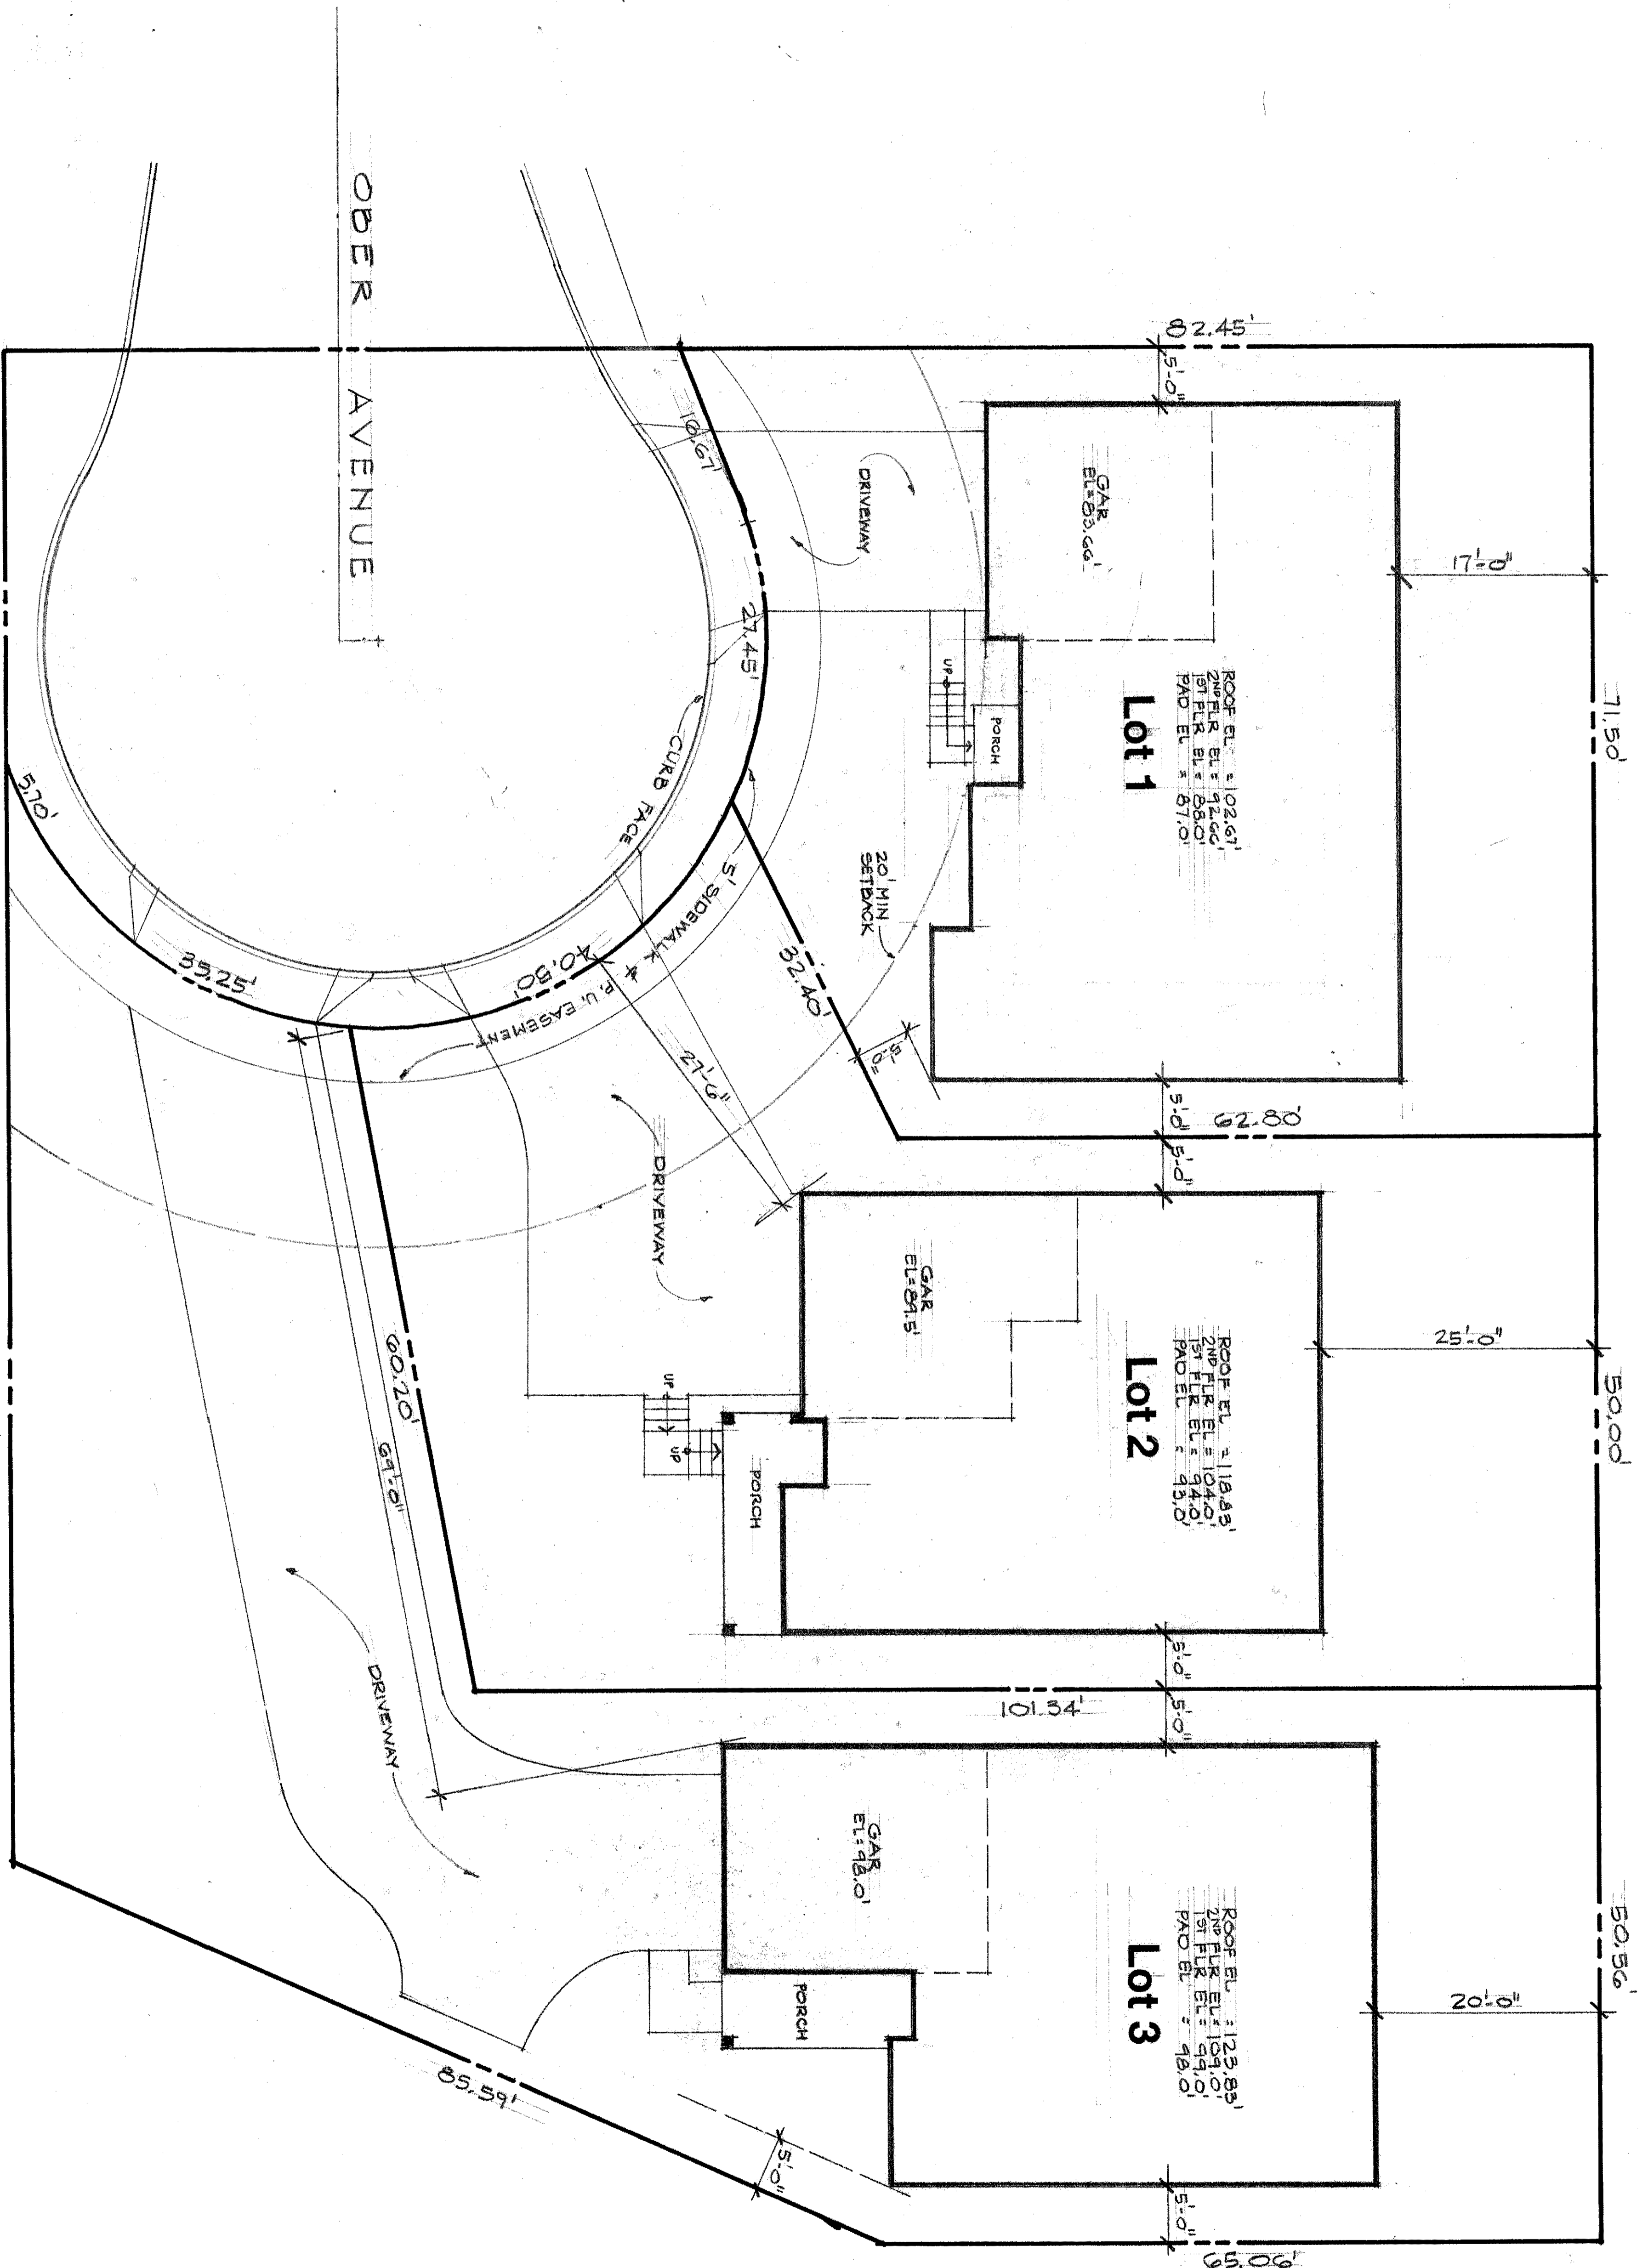 OBER AVENUE
82.45'
5'-0"
16.67'
27.45'
DRIVEWAY
GAR
EL=83.66'
UP
PORCH
ROOF EL = 102.67'
2ND FLR EL = 92.66'
1ST FLR EL = 88.0'
PAD EL = 87.0'
Lot 1
17'-0"
71.50'
CURB FACE
5' SIDEWALK & P.U. EASEMENT
20' MIN
SETBACK
32.40'
5'-0"
5'-0"
62.80'
5'-0"
5.70'
35.25'
40.50'
27'-6"
DRIVEWAY
GAR
EL=89.5'
UP
UP
PORCH
ROOF EL = 118.83'
2ND FLR EL = 104.0'
1ST FLR EL = 94.0'
PAD EL = 93.0'
Lot 2
25'-0"
50.00'
60.20'
69'-0"
5'-0"
101.34'
5'-0"
DRIVEWAY
GAR
EL=98.0'
PORCH
ROOF EL = 123.83'
2ND FLR EL = 109.0'
1ST FLR EL = 99.0'
PAD EL = 98.0'
Lot 3
20'-0"
50.56'
85.59'
5'-0"
5'-0"
65.06'